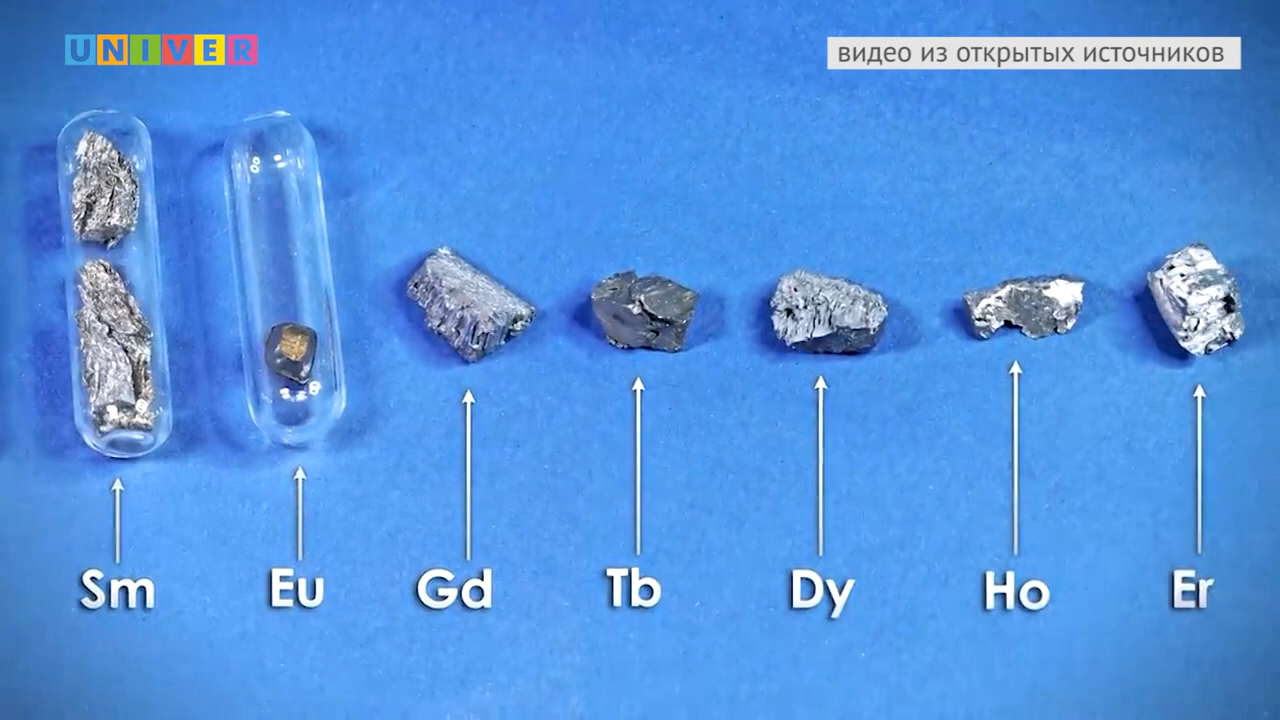 UNIVER
видео из открытых источников
Sm
Eu
Gd
Tb
Dy
Ho
Er